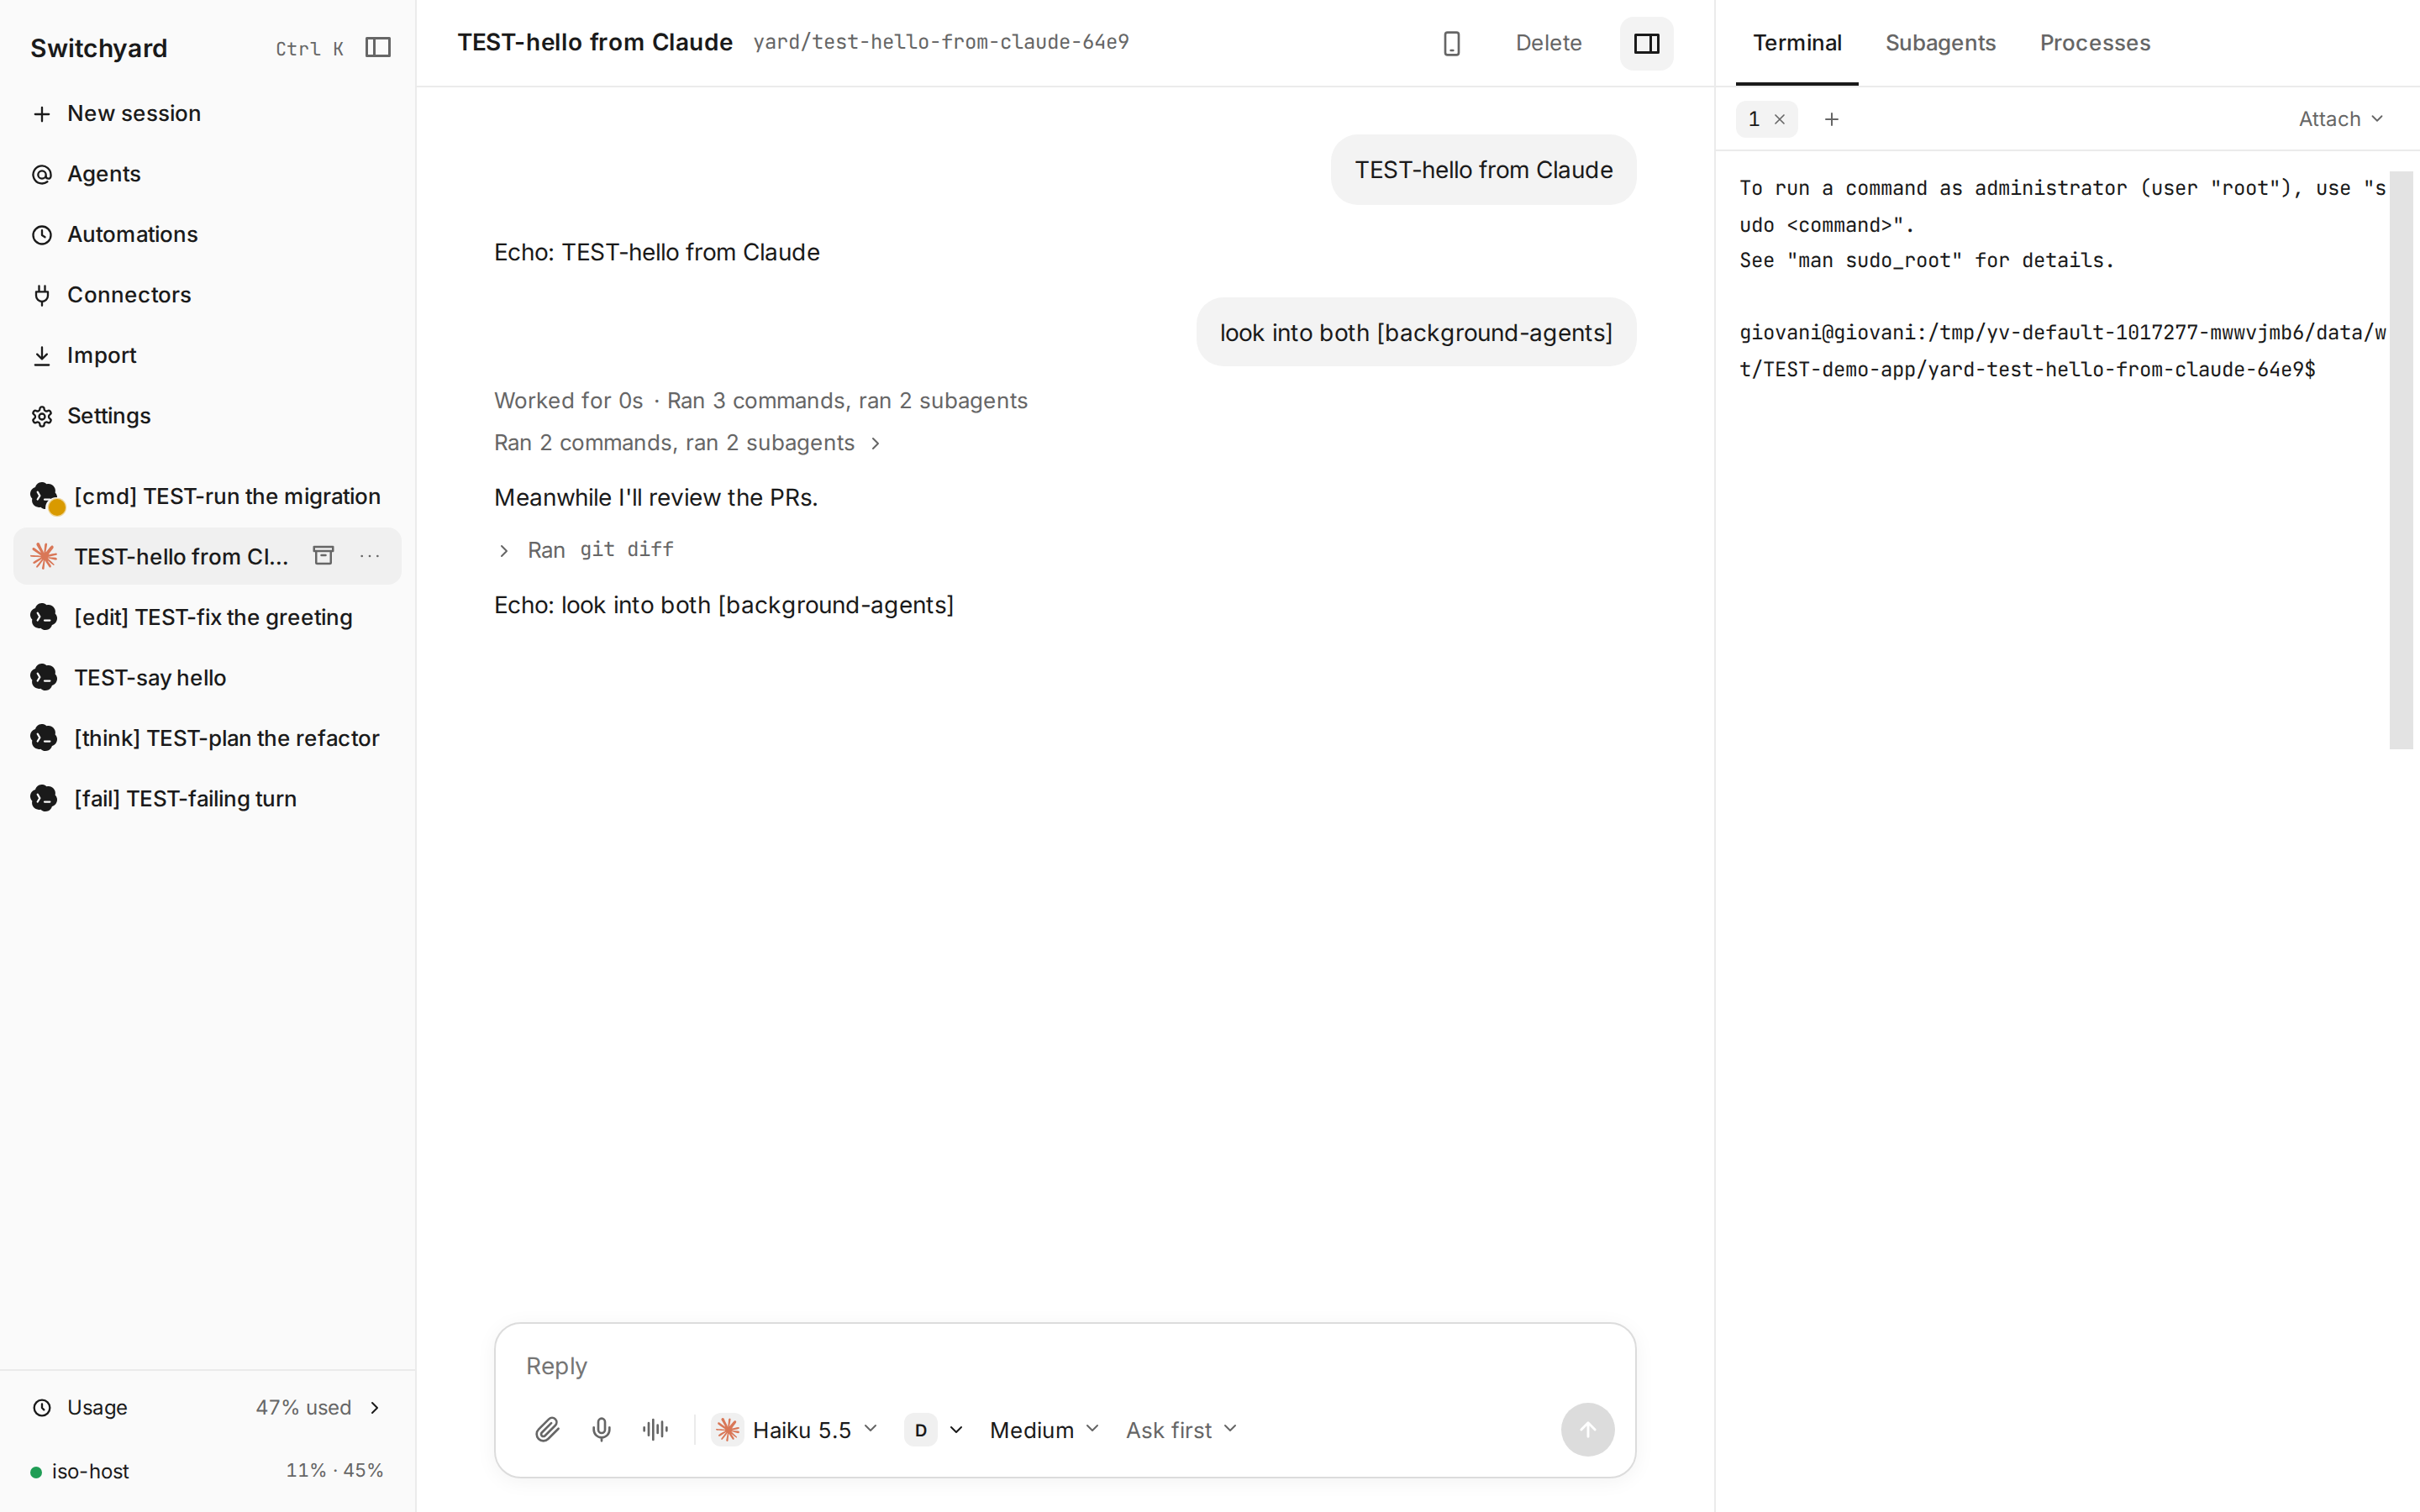 Switchyard
Ctrl K
New session
Agents
Automations
Connectors
Import
Settings
[cmd] TEST-run the migration
TEST-hello from Cl...
[edit] TEST-fix the greeting
TEST-say hello
[think] TEST-plan the refactor
[fail] TEST-failing turn
Usage
47% used
iso-host
11% · 45%
TEST-hello from Claude
yard/test-hello-from-claude-64e9
Delete
TEST-hello from Claude
Echo: TEST-hello from Claude
look into both [background-agents]
Worked for 0s · Ran 3 commands, ran 2 subagents
Ran 2 commands, ran 2 subagents
Meanwhile I'll review the PRs.
Ran git diff
Echo: look into both [background-agents]
Reply
Haiku 5.5
D
Medium
Ask first
Terminal
Subagents
Processes
1
Attach
To run a command as administrator (user "root"), use "s
udo <command>".
See "man sudo_root" for details.
giovani@giovani:/tmp/yv-default-1017277-mwwvjmb6/data/w
t/TEST-demo-app/yard-test-hello-from-claude-64e9$